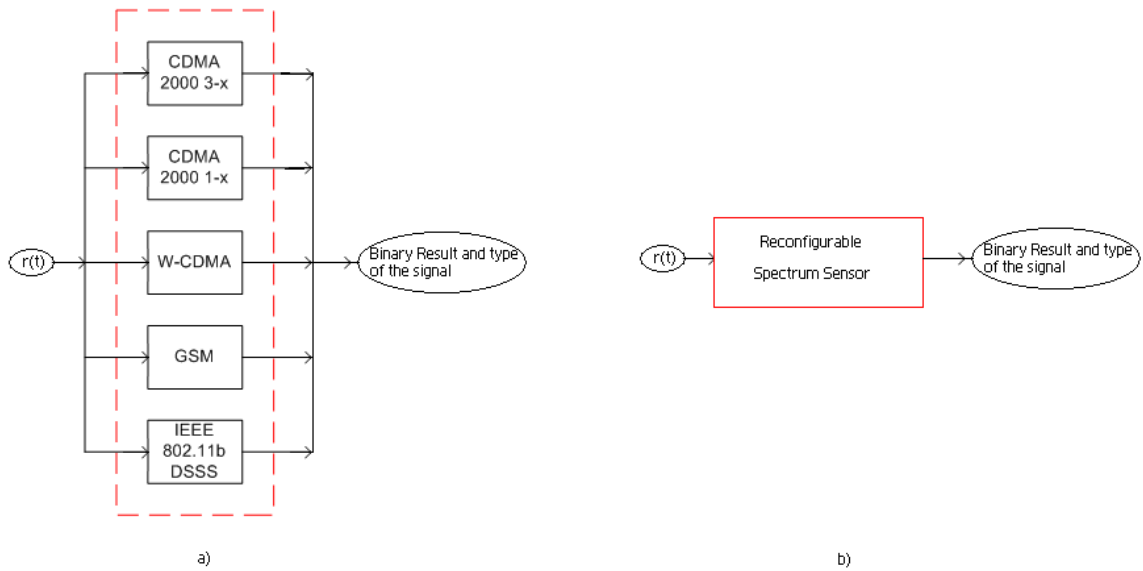 CDMA
2000 3-x
CDMA
2000 1-x
r(t)
W-CDMA
Binary Result and type
of the signal
GSM
IEEE
802.11b
DSSS
a)
r(t)
Reconfigurable
Spectrum Sensor
Binary Result and type
of the signal
b)